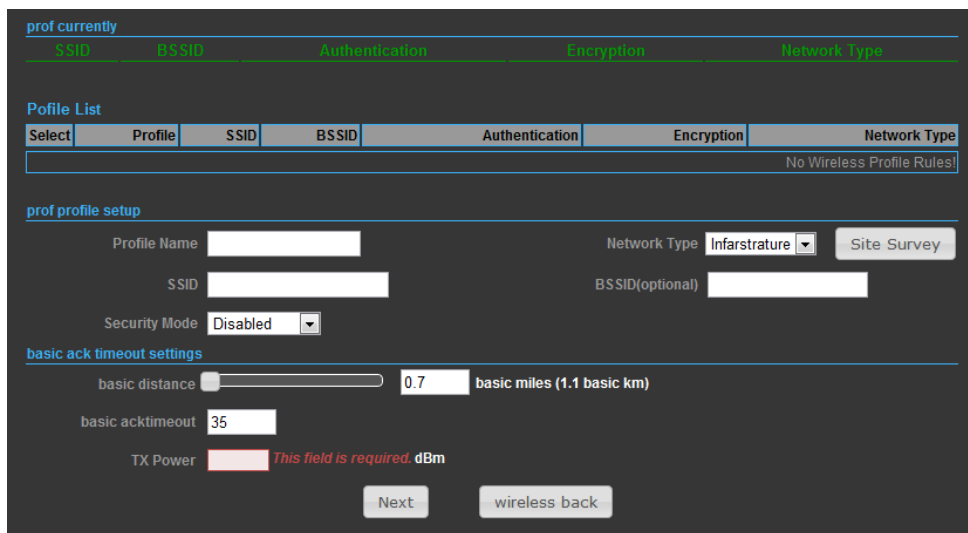 prof currently
SSID BSSID Authentication Encryption Network Type
Pofile List
Select Profile SSID BSSID Authentication Encryption Network Type
No Wireless Profile Rules!
prof profile setup
Profile Name Network Type Infarstrature Site Survey
SSID BSSID(optional)
Security Mode Disabled
basic ack timeout settings
basic distance 0.7 basic miles (1.1 basic km)
basic acktimeout 35
TX Power This field is required. dBm
Next wireless back